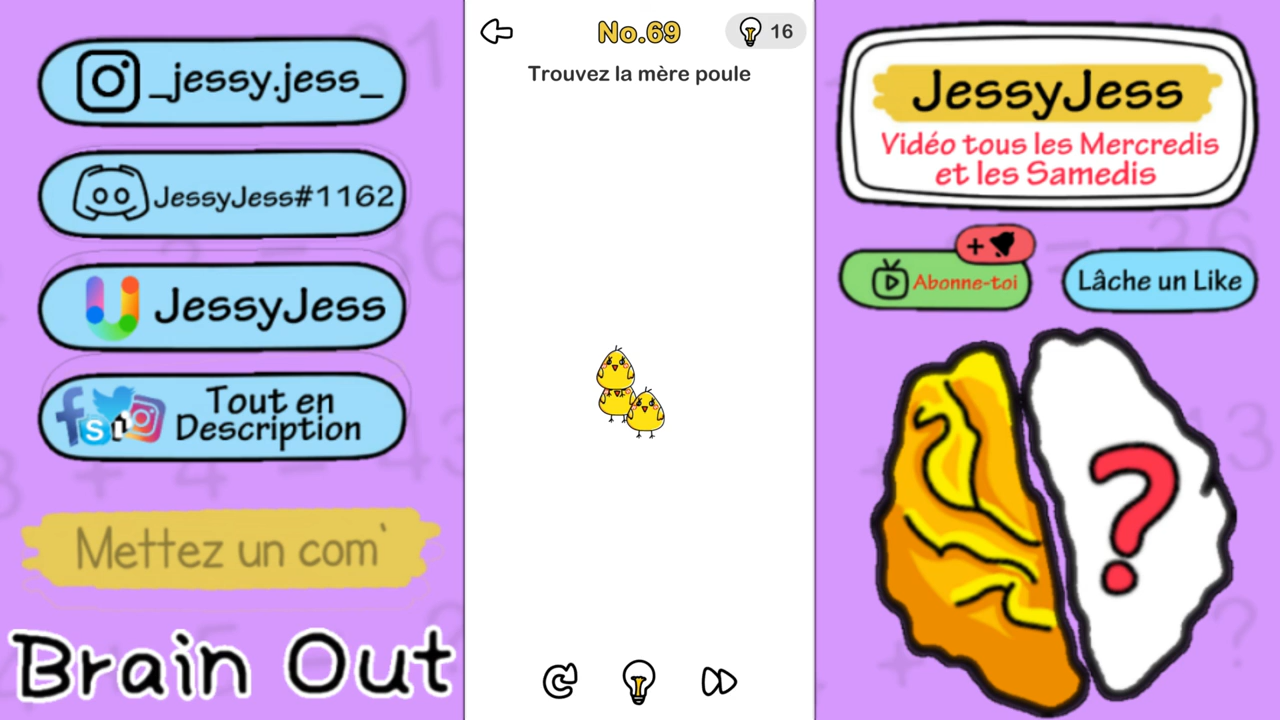 _jessy.jess_
JessyJess#1162
JessyJess
Tout en
Description
Mettez un com'
Brain Out
No.69
16
Trouvez la mère poule
JessyJess
Vidéo tous les Mercredis
et les Samedis
+
Abonne-toi
Lâche un Like
?